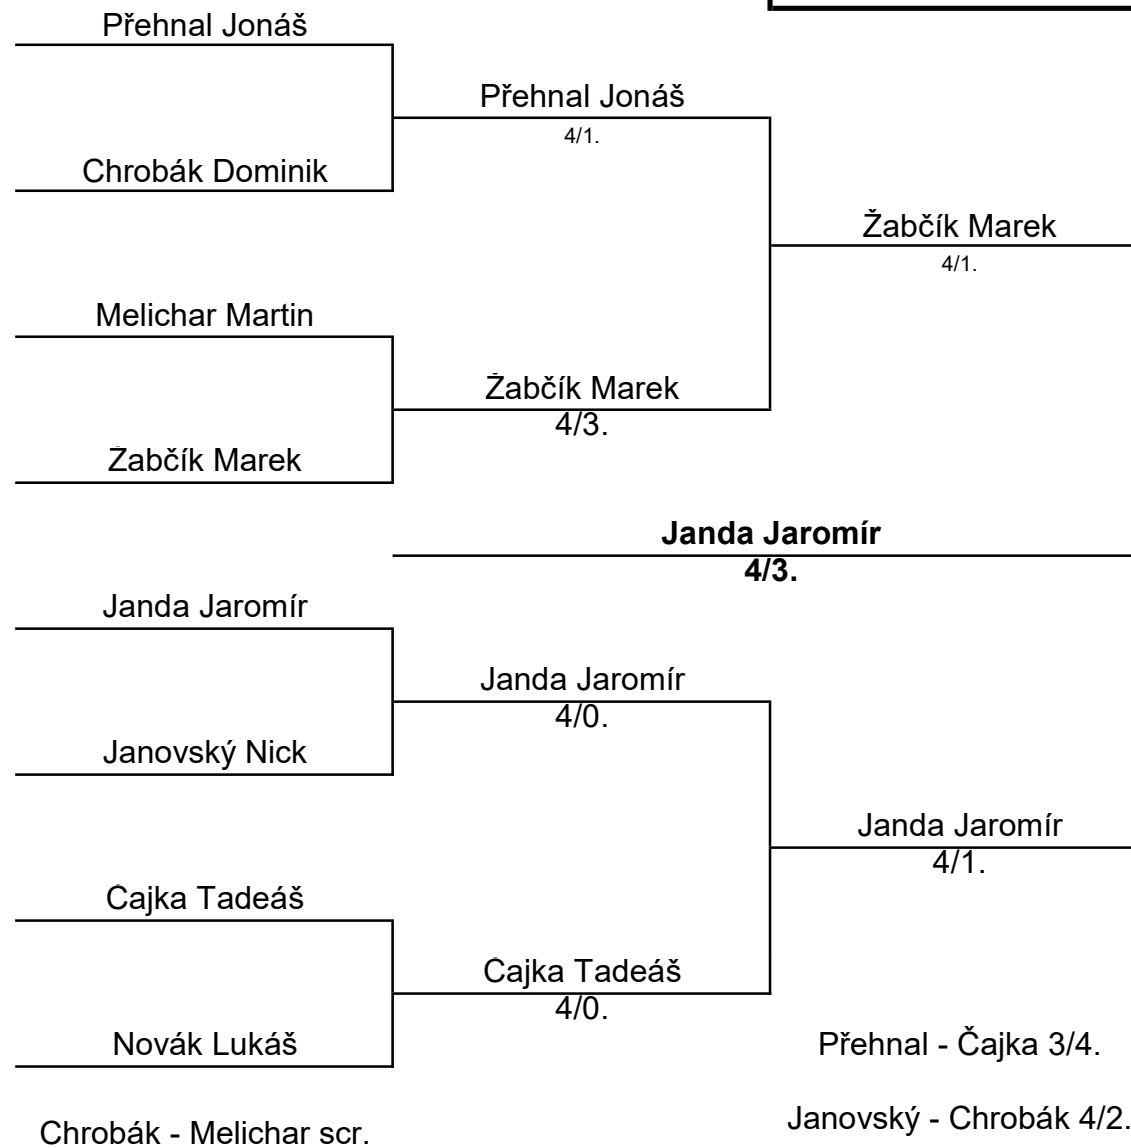 Přehnal Jonáš
Přehnal Jonáš
4/1.
Chrobák Dominik
Žabčík Marek
4/1.
Melichar Martin
Žabčík Marek
4/3.
Žabčík Marek
Janda Jaromír
4/3.
Janda Jaromír
Janda Jaromír
4/0.
Janovský Nick
Janda Jaromír
4/1.
Čajka Tadeáš
Čajka Tadeáš
4/0.
Novák Lukáš
Přehnal - Čajka 3/4.
Janovský - Chrobák 4/2.
Chrobák - Melichar scr.